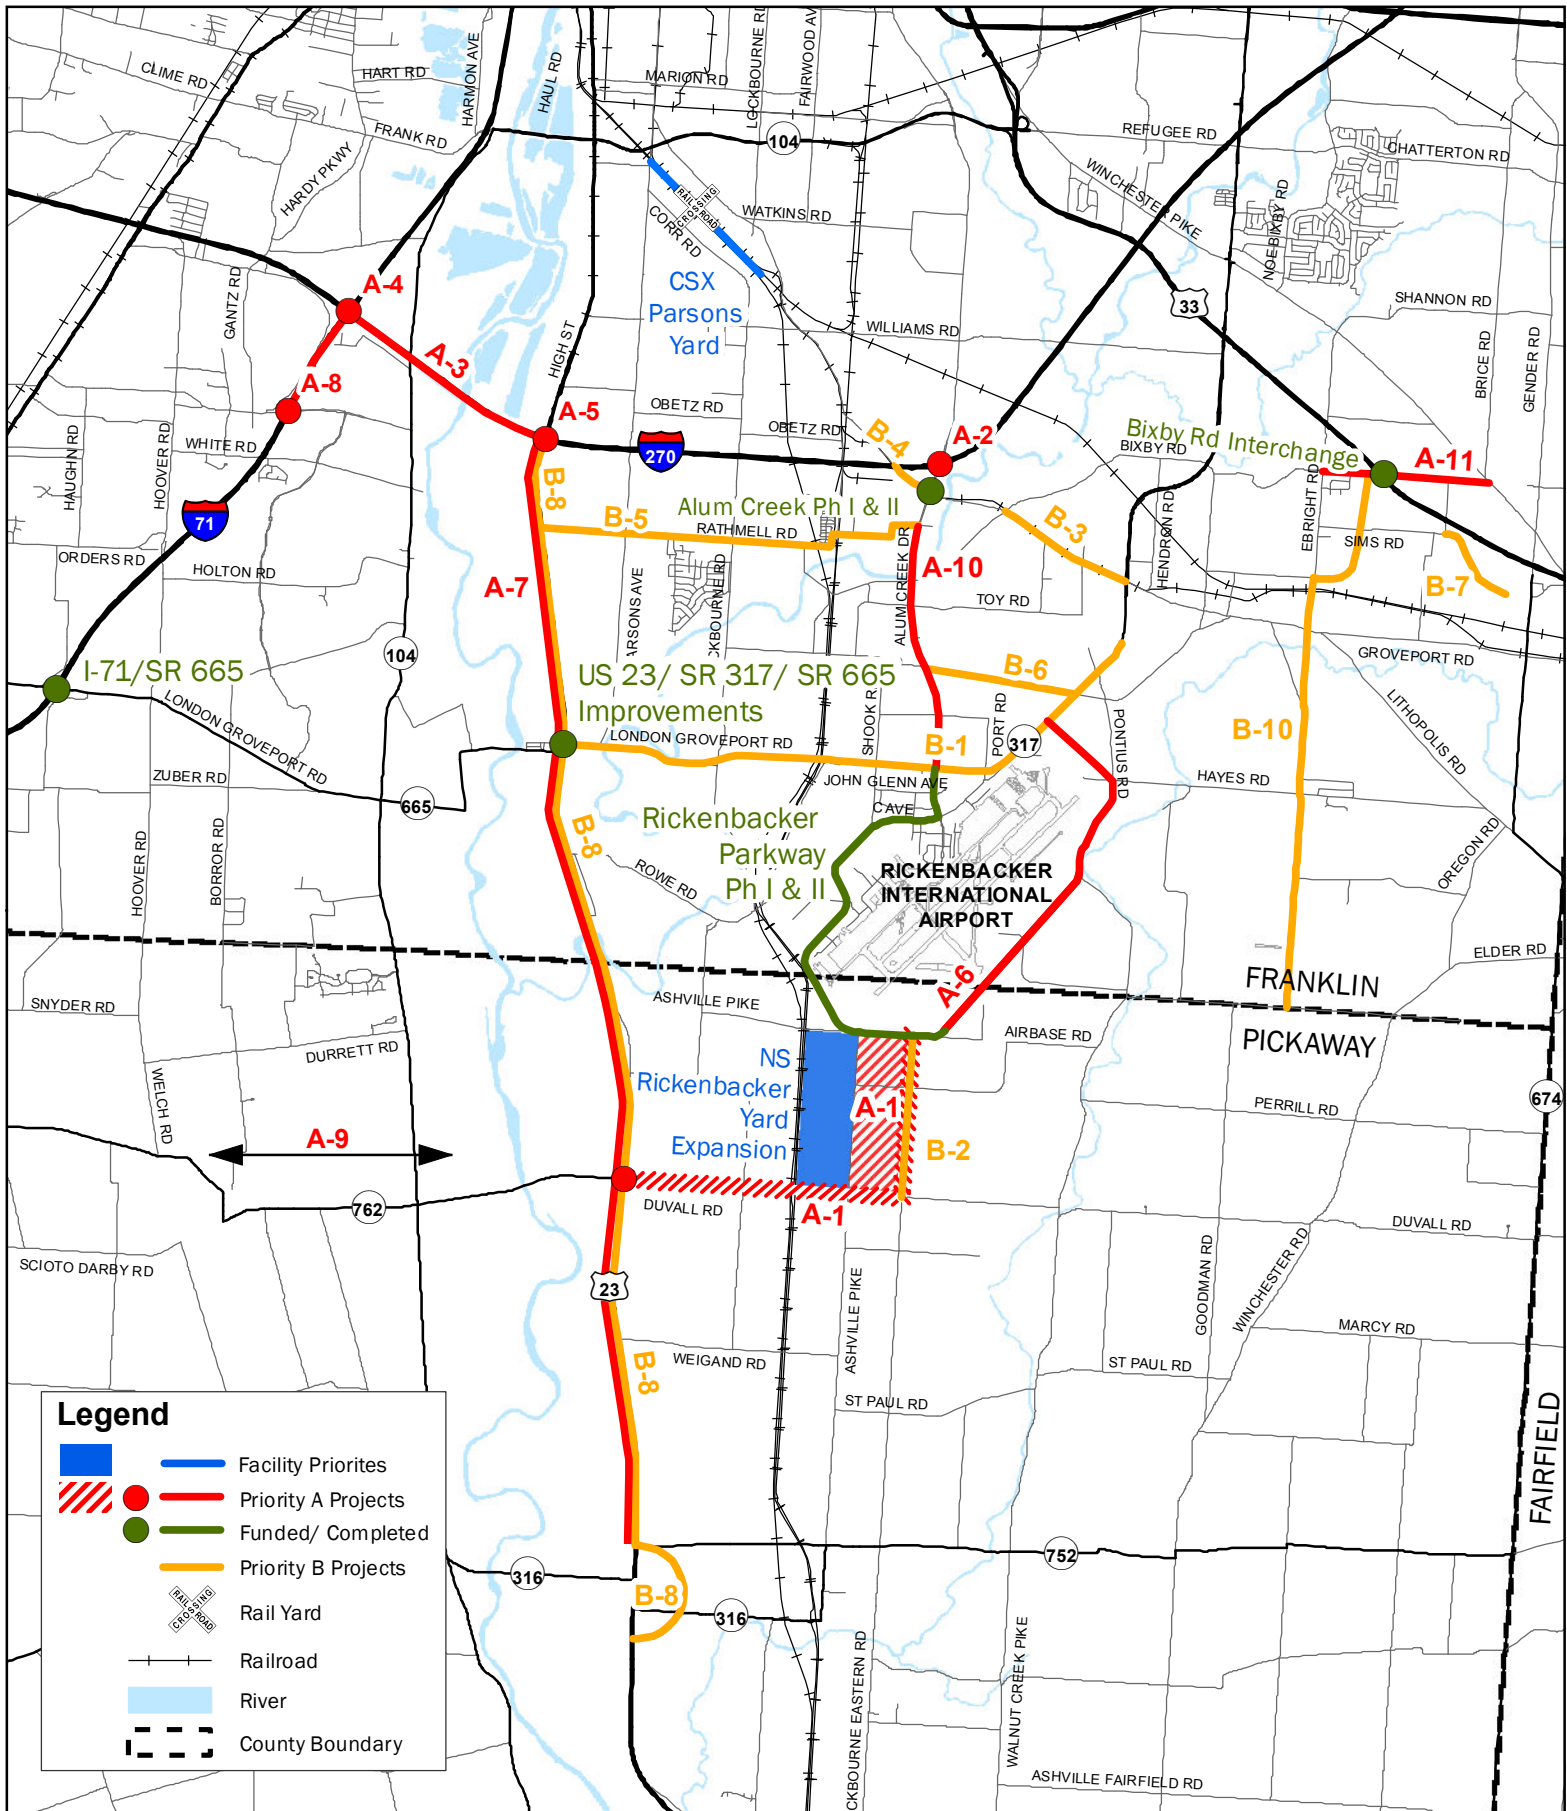 CLIME RD
HART RD
HARMON AVE
HAUL RD
MARION RD
LOCKBOURNE RD
FAIRWOOD AV
FRANK RD
104
REFUGEE RD
CHATTERTON RD
HARDY PKWY
WINCHESTER PIKE
RAILROAD
CROSSING
CORR RD
WATKINS RD
NOE BIXBY RD
A-4
GANTZ RD
CSX
Parsons
Yard
33
SHANNON RD
WILLIAMS RD
HIGH ST
A-3
BRICE RD
GENDER RD
A-8
A-5
OBETZ RD
OBETZ RD
B-4
A-2
Bixby Rd Interchange
BIXBY RD
A-11
HAUGHN RD
HOOVER RD
WHITE RD
270
B-8
71
B-5
Alum Creek Ph I & II
RATHMELL RD
B-3
HENDRON RD
EBRIGHT RD
SIMS RD
ORDERS RD
HOLTON RD
A-7
ARSONS AVE
CKBOURNE RD
ALUM CREEK DR
A-10
TOY RD
B-7
104
I-71/SR 665
US 23/ SR 317/ SR 665
Improvements
B-6
GROVEPORT RD
LONDON GROVEPORT RD
LONDON GROVEPORT RD
SHOOK R
B-1
PORT RD
317
PONTIUS RD
B-10
LITHOPOLIS RD
ZUBER RD
665
JOHN GLENN AVE
HAYES RD
C AVE
B-8
Rickenbacker
Parkway
Ph I & II
HOOVER RD
BORROR RD
ROWE RD
RICKENBACKER
INTERNATIONAL
AIRPORT
OREGON RD
ELDER RD
A-6
FRANKLIN
SNYDER RD
ASHVILLE PIKE
AIRBASE RD
PICKAWAY
DURRETT RD
WELCH RD
NS
Rickenbacker
Yard
Expansion
A-1
PERRILL RD
674
A-9
B-2
762
DUVALL RD
A-1
DUVALL RD
SCIOTO DARBY RD
23
ASHVILLE PIKE
GOODMAN RD
WINCHESTER RD
MARCY RD
B-8
WEIGAND RD
ST PAUL RD
ST PAUL RD
FAIRFIELD
Legend
Facility Priorites
Priority A Projects
Funded/ Completed
Priority B Projects
RAILROAD
CROSSING
Rail Yard
Railroad
River
County Boundary
752
316
B-8
316
CKBOURNE EASTERN RD
WALNUT CREEK PIKE
ASHVILLE FAIRFIELD RD